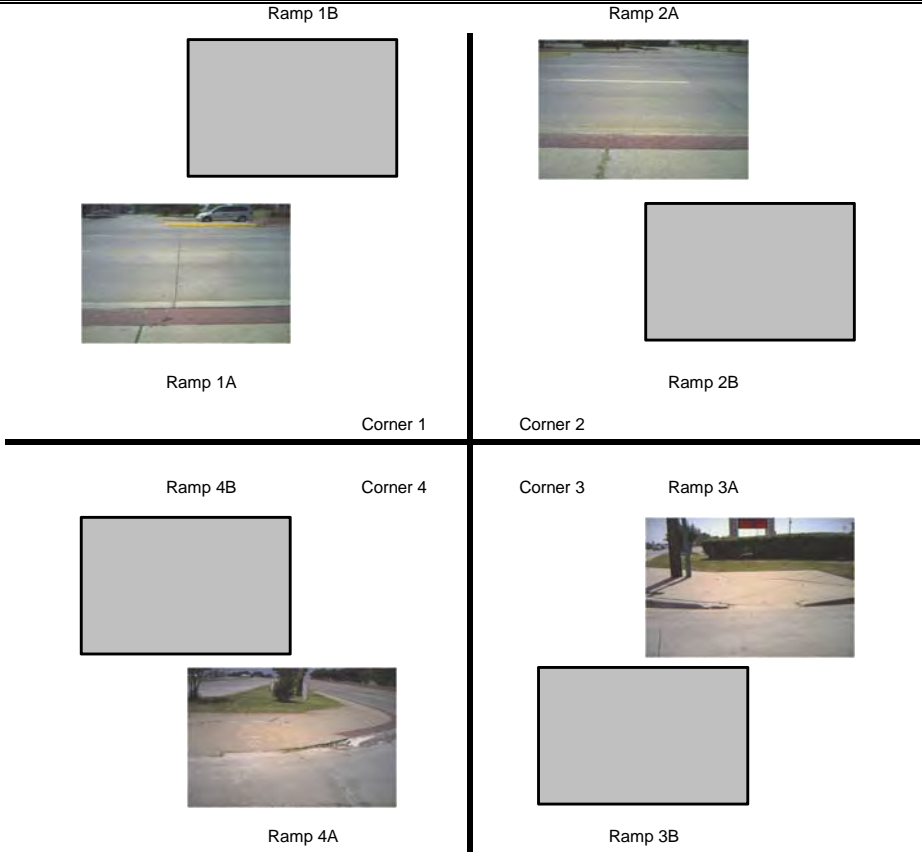 Ramp 1B
Ramp 2A
Ramp 1A
Ramp 2B
Corner 1
Corner 2
Ramp 4B
Corner 4
Corner 3
Ramp 3A
Ramp 4A
Ramp 3B